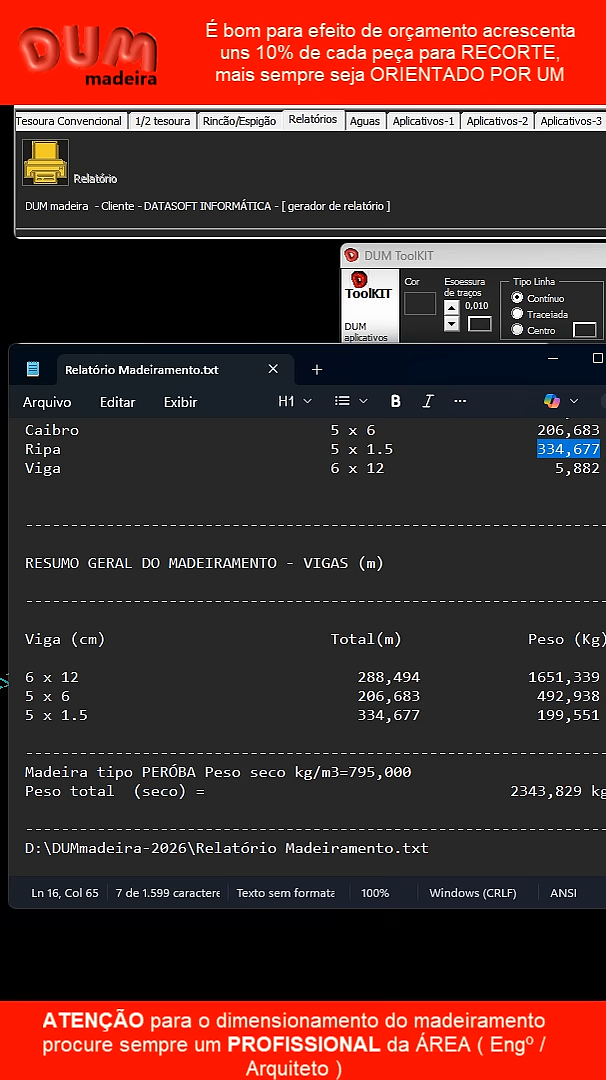 DUM
madeira
É bom para efeito de orçamento acrescenta
uns 10% de cada peça para RECORTE,
mais sempre seja ORIENTADO POR UM
Tesoura Convencional 1/2 tesoura Rincão/Espigão Relatórios Aguas Aplicativos-1 Aplicativos-2 Aplicativos-3
Relatório
DUM madeira - Cliente - DATASOFT INFORMÁTICA - [ gerador de relatório ]
DUM ToolKIT
ToolKIT
DUM
aplicativos
Cor
Esoessura
de traços
0,010
Tipo Linha
Contínuo
Traceiada
Centro
Relatório Madeiramento.txt
Arquivo Editar Exibir H1 B I
Caibro 5 x 6 206,683
Ripa 5 x 1.5 334,677
Viga 6 x 12 5,882
RESUMO GERAL DO MADEIRAMENTO - VIGAS (m)
Viga (cm) Total(m) Peso (Kg)
6 x 12 288,494 1651,339
5 x 6 206,683 492,938
5 x 1.5 334,677 199,551
Madeira tipo PERÓBA Peso seco kg/m3=795,000
Peso total (seco) = 2343,829 kg
D:\DUMmadeira-2026\Relatório Madeiramento.txt
Ln 16, Col 65 7 de 1.599 caractere Texto sem formata 100% Windows (CRLF) ANSI
ATENÇÃO para o dimensionamento do madeiramento
procure sempre um PROFISSIONAL da ÁREA ( Engº /
Arquiteto )